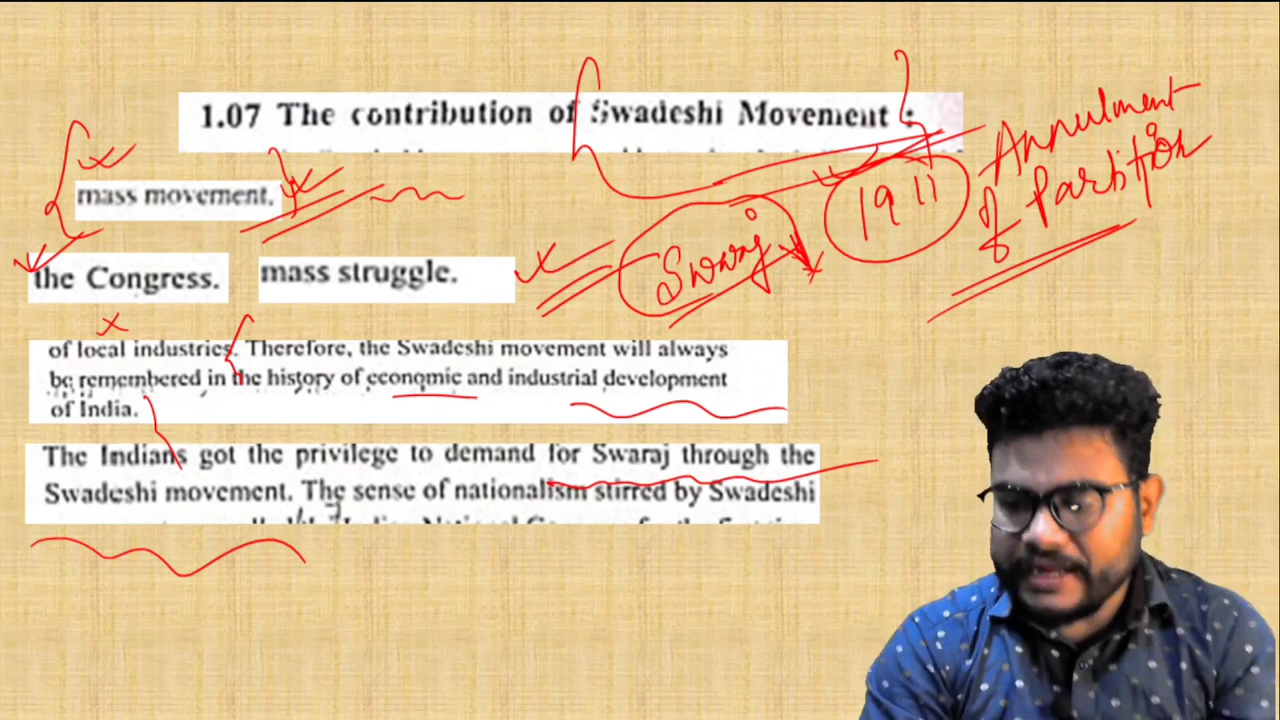 1.07 The contribution of Swadeshi Movement :
Annulment
of Partition
1911
mass movement.
Swaraj
the Congress.
mass struggle.
of local industries. Therefore, the Swadeshi movement will always
be remembered in the history of economic and industrial development
of India.
The Indians got the privilege to demand for Swaraj through the
Swadeshi movement. The sense of nationalism stirred by Swadeshi